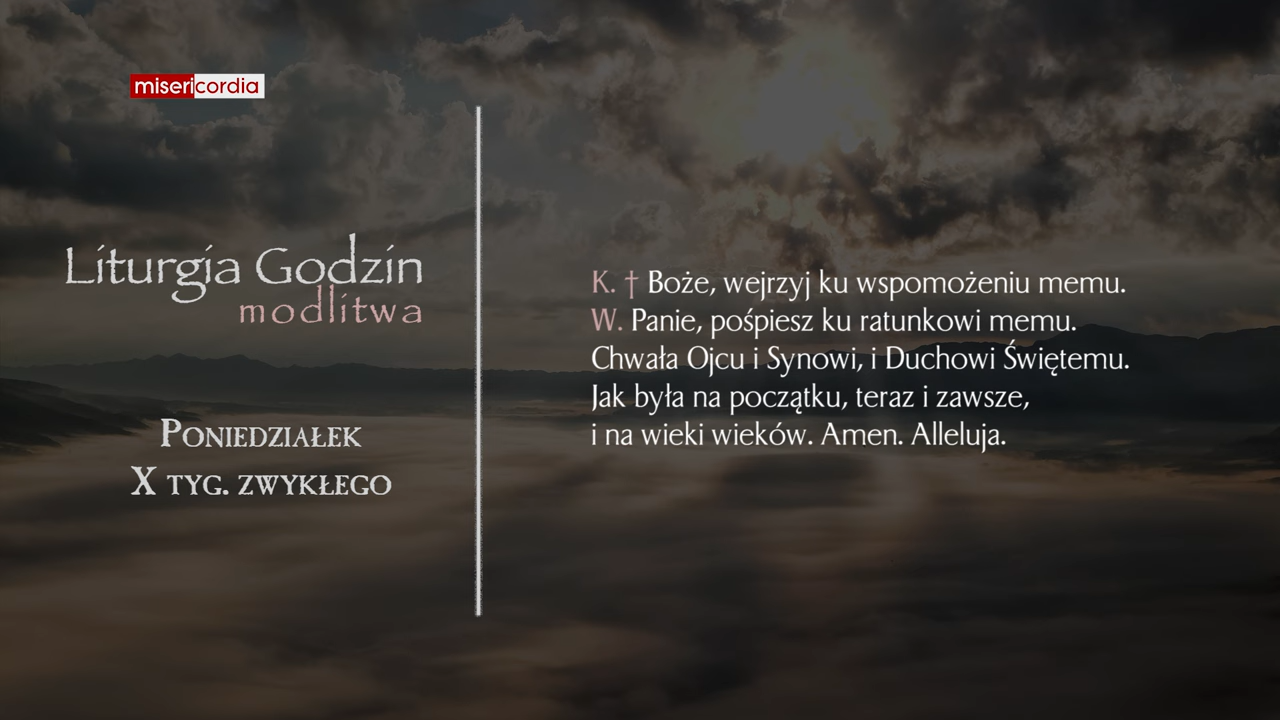 misericordia
Liturgia Godzin
modlitwa
Poniedziałek
X tyg. zwykłego
K. † Boże, wejrzyj ku wspomożeniu memu.
W. Panie, pośpiesz ku ratunkowi memu.
Chwała Ojcu i Synowi, i Duchowi Świętemu.
Jak była na początku, teraz i zawsze,
i na wieki wieków. Amen. Alleluja.